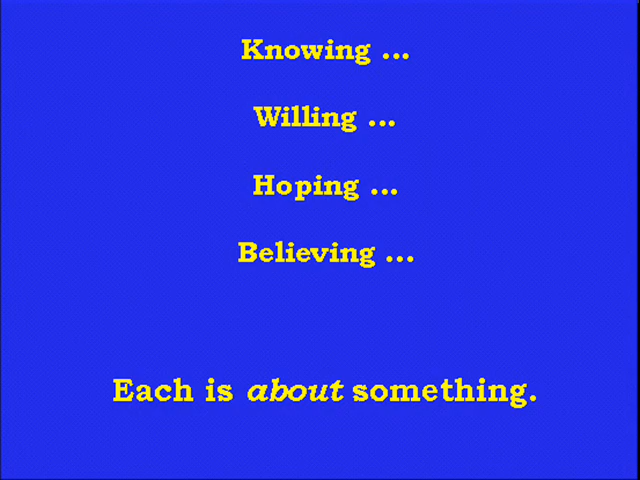 Knowing ...
Willing ...
Hoping ...
Believing ...
Each is about something.